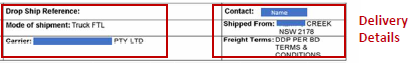 Drop Ship Reference:
Mode of shipment: Truck FTL
Carrier: PTY LTD
Contact: Name
Shipped From: CREEK
NSW 2178
Freight Terms: DDP PER BD
TERMS &
CONDITIONS
Delivery
Details